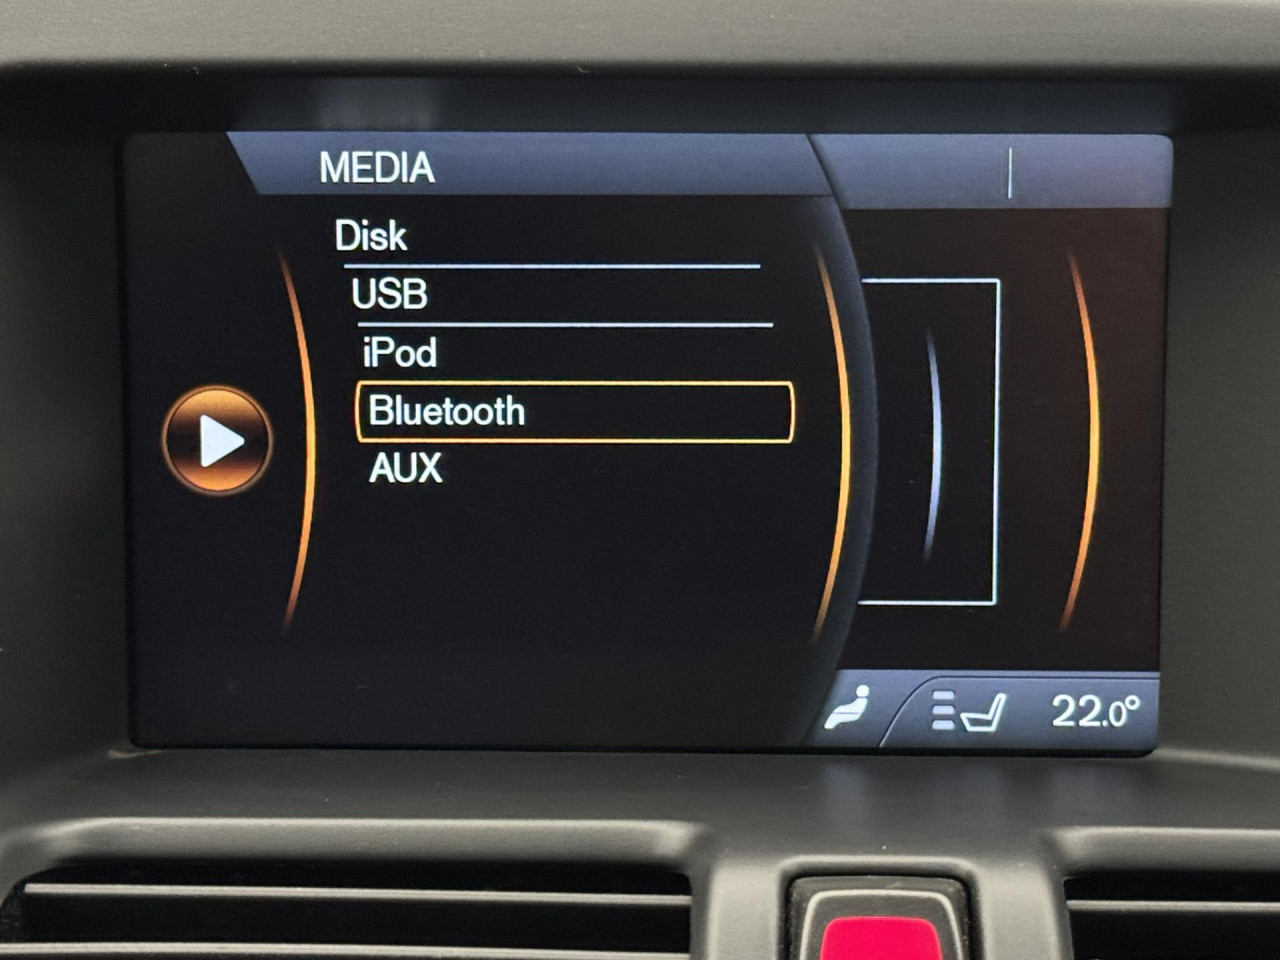 MEDIA
Disk
USB
iPod
Bluetooth
AUX
22.0°